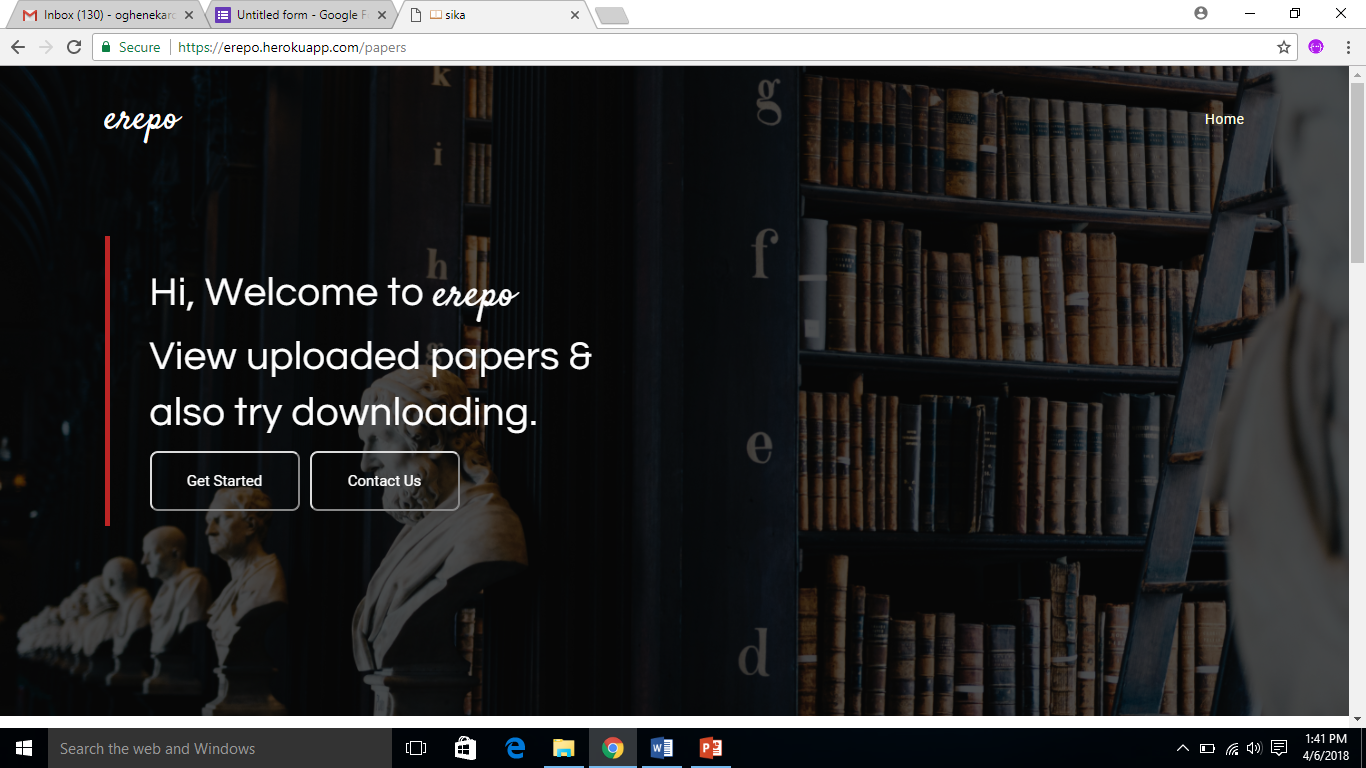 Inbox (130) - oghenekaro
Untitled form - Google F
sika
Secure
https://erepo.herokuapp.com/papers
k
i
h
g
f
e
d
erepo
Home
Hi, Welcome to erepo
View uploaded papers &
also try downloading.
Get Started
Contact Us
Search the web and Windows
1:41 PM
4/6/2018